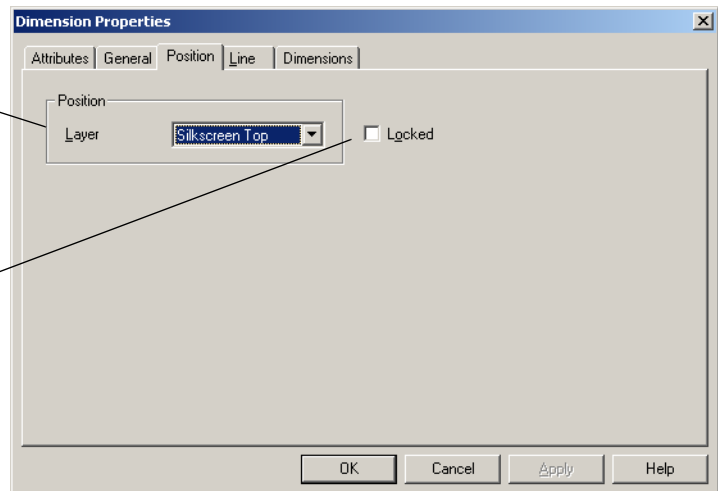 Dimension Properties
Attributes General Position Line Dimensions
Position
Layer Silkscreen Top Locked
OK Cancel Apply Help